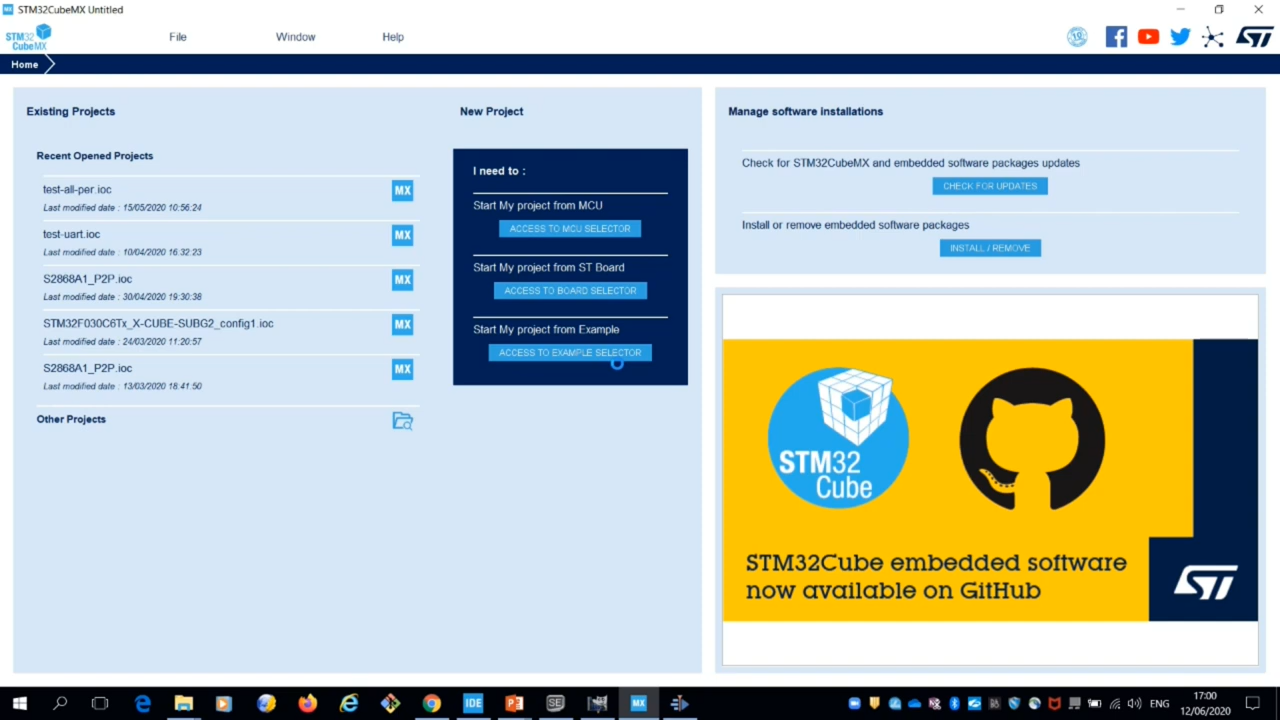 STM32CubeMX Untitled
STM32
CubeMX
File
Window
Help
10
Home
Existing Projects
Recent Opened Projects
test-all-per.ioc
Last modified date : 15/05/2020 10:56:24
MX
test-uart.ioc
Last modified date : 10/04/2020 16:32:23
MX
S2868A1_P2P.ioc
Last modified date : 30/04/2020 19:30:38
MX
STM32F030C6Tx_X-CUBE-SUBG2_config1.ioc
Last modified date : 24/03/2020 11:20:57
MX
S2868A1_P2P.ioc
Last modified date : 13/03/2020 18:41:50
MX
Other Projects
New Project
I need to :
Start My project from MCU
ACCESS TO MCU SELECTOR
Start My project from ST Board
ACCESS TO BOARD SELECTOR
Start My project from Example
ACCESS TO EXAMPLE SELECTOR
Manage software installations
Check for STM32CubeMX and embedded software packages updates
CHECK FOR UPDATES
Install or remove embedded software packages
INSTALL / REMOVE
STM32
Cube
STM32Cube embedded software
now available on GitHub
ST
IDE
SE
MX
ENG
17:00
12/06/2020